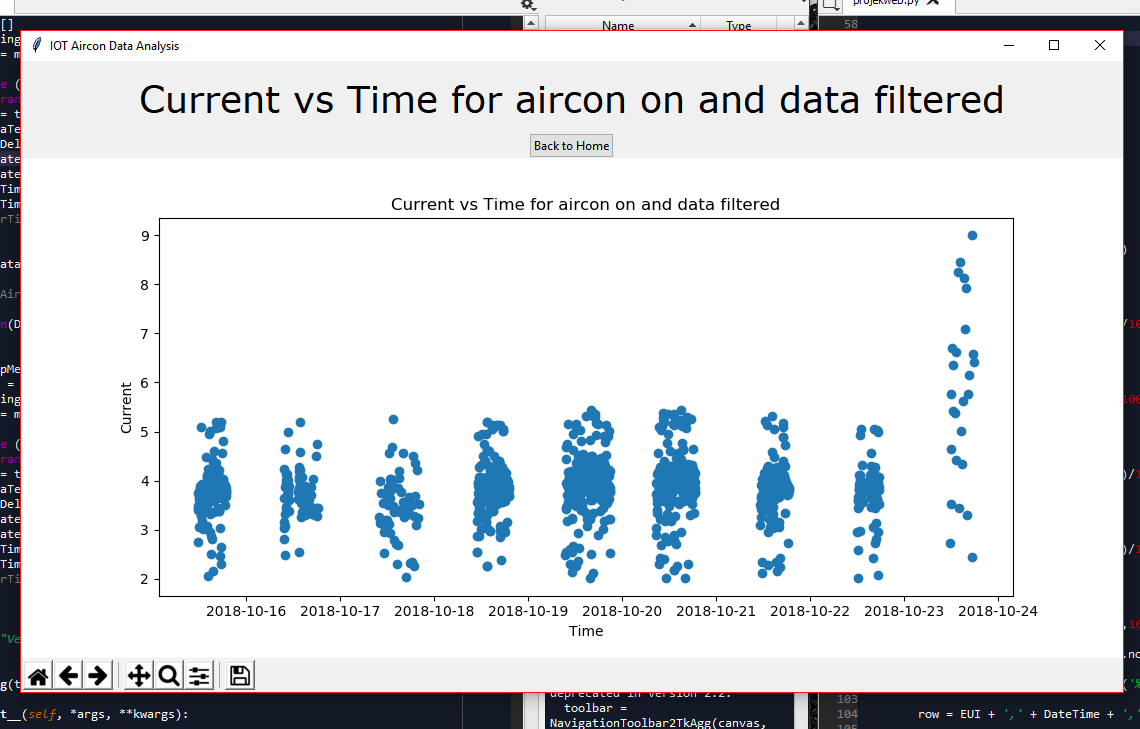 Name Type
projekweb.py
58
[]
IOT Aircon Data Analysis
Current vs Time for aircon on and data filtered
Back to Home
Current vs Time for aircon on and data filtered
9
8
7
6
5
4
3
2
Current
2018-10-16 2018-10-17 2018-10-18 2018-10-19 2018-10-20 2018-10-21 2018-10-22 2018-10-23 2018-10-24
Time
deprecated in version 2.2.
toolbar =
NavigationToolbar2TkAgg(canvas,
t__(self, *args, **kwargs):
103
104 row = EUI + ',' + DateTime + ','